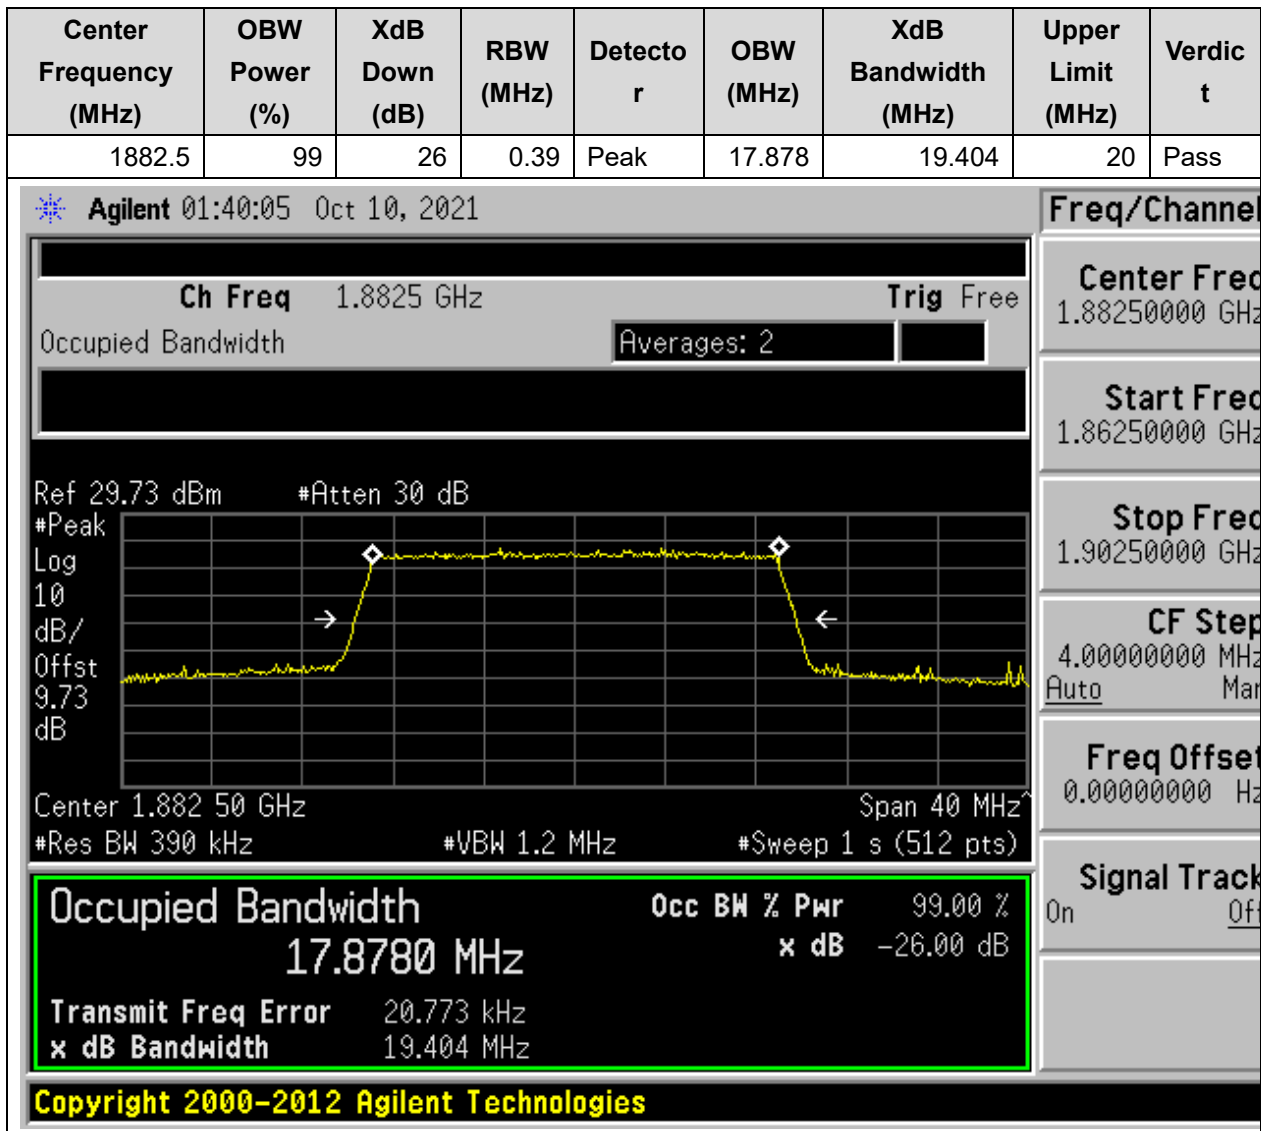 Center Frequency (MHz) OBW Power (%) XdB Down (dB) RBW (MHz) Detecto r OBW (MHz) XdB Bandwidth (MHz) Upper Limit (MHz) Verdic t
1882.5 99 26 0.39 Peak 17.878 19.404 20 Pass
Agilent 01:40:05 Oct 10, 2021
Freq/Channel
Ch Freq 1.8825 GHz Trig Free
Occupied Bandwidth Averages: 2
Center Freq
1.88250000 GHz
Start Freq
1.86250000 GHz
Stop Freq
1.90250000 GHz
CF Step
4.00000000 MHz
Auto Man
Freq Offset
0.00000000 Hz
Signal Track
On Off
Ref 29.73 dBm #Atten 30 dB
#Peak
Log
10
dB/
Offst
9.73
dB
Center 1.882 50 GHz Span 40 MHz^
#Res BW 390 kHz #VBW 1.2 MHz #Sweep 1 s (512 pts)
Occupied Bandwidth Occ BW % Pwr 99.00 %
17.8780 MHz x dB -26.00 dB
Transmit Freq Error 20.773 kHz
x dB Bandwidth 19.404 MHz
Copyright 2000-2012 Agilent Technologies